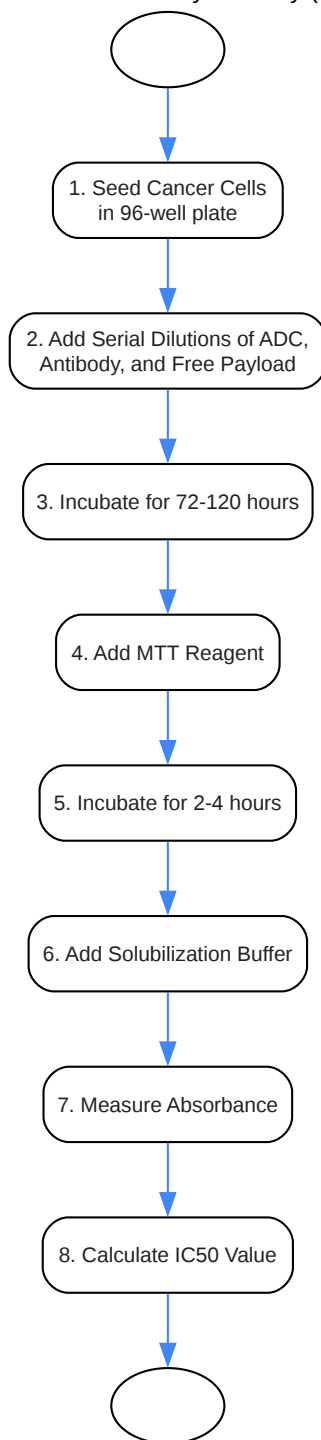 1. Seed Cancer Cells
in 96-well plate
2. Add Serial Dilutions of ADC,
Antibody, and Free Payload
3. Incubate for 72-120 hours
4. Add MTT Reagent
5. Incubate for 2-4 hours
6. Add Solubilization Buffer
7. Measure Absorbance
8. Calculate IC50 Value